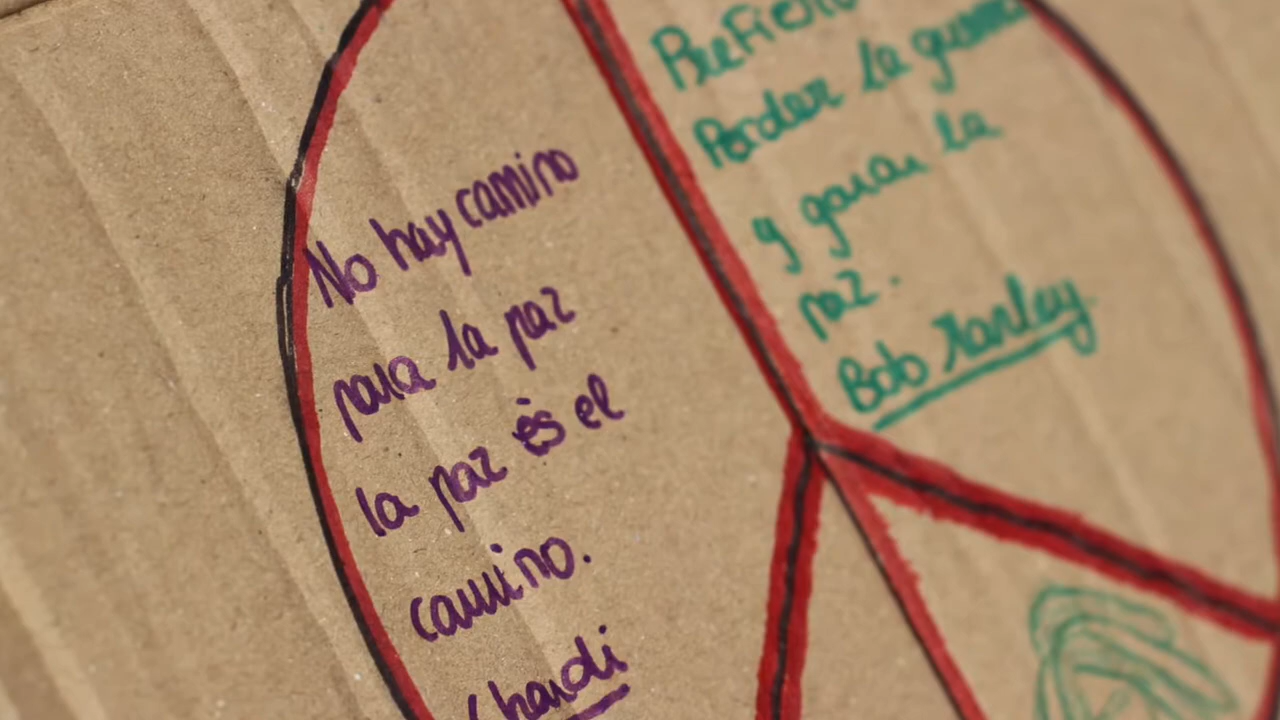 No hay camino
para la paz
la paz és el
camino.
Ghandi
Prefiero
Perder la guerra
y ganar la
paz.
Bob Marley